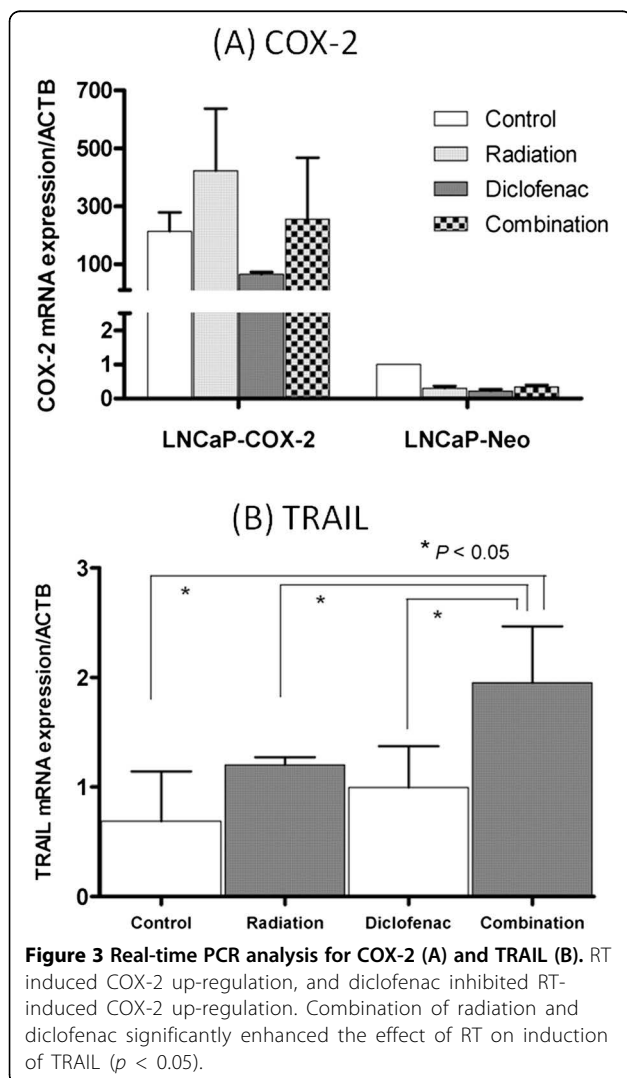 (A) COX-2
COX-2 mRNA expression/ACTB
700
500
300
100
2
1
0
Control
Radiation
Diclofenac
Combination
LNCaP-COX-2
LNCaP-Neo
(B) TRAIL
* P < 0.05
TRAIL mRNA expression/ACTB
3
2
1
0
*
*
*
Control
Radiation
Diclofenac
Combination
Figure 3 Real-time PCR analysis for COX-2 (A) and TRAIL (B). RT
induced COX-2 up-regulation, and diclofenac inhibited RT-
induced COX-2 up-regulation. Combination of radiation and
diclofenac significantly enhanced the effect of RT on induction
of TRAIL (p < 0.05).